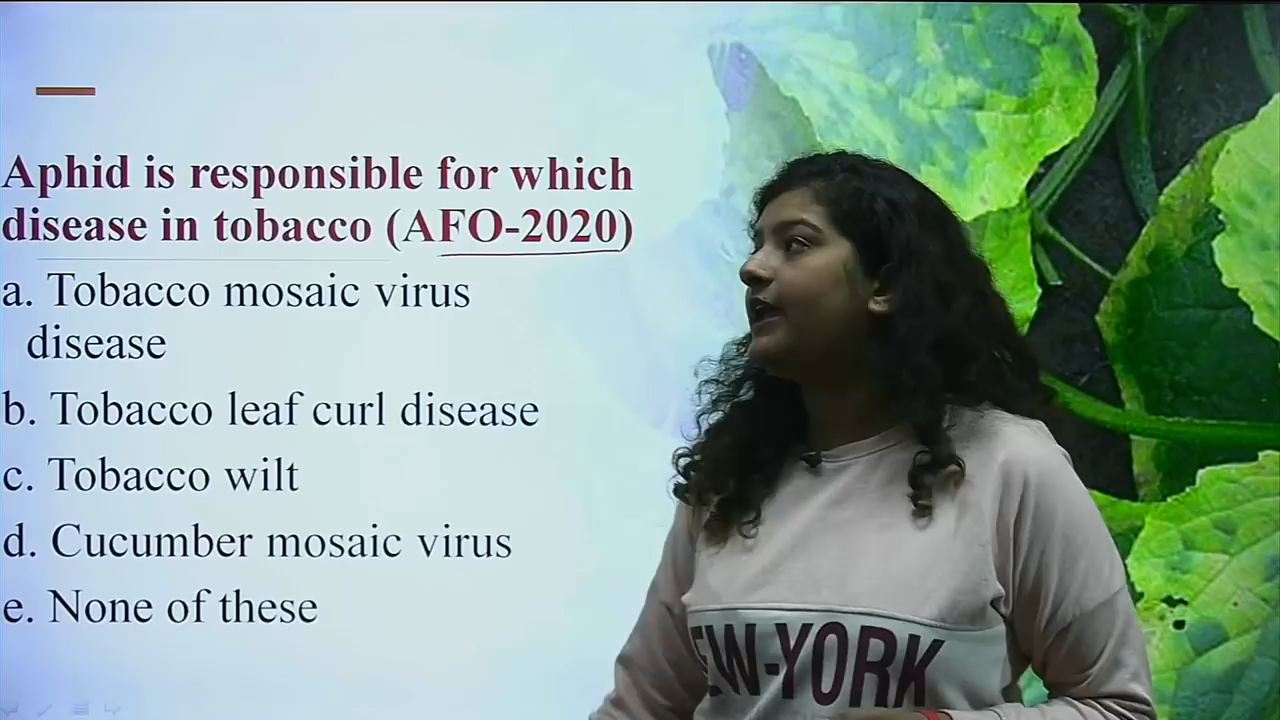 Aphid is responsible for which
disease in tobacco (AFO-2020)
a. Tobacco mosaic virus
disease
b. Tobacco leaf curl disease
c. Tobacco wilt
d. Cucumber mosaic virus
e. None of these
EW-YORK